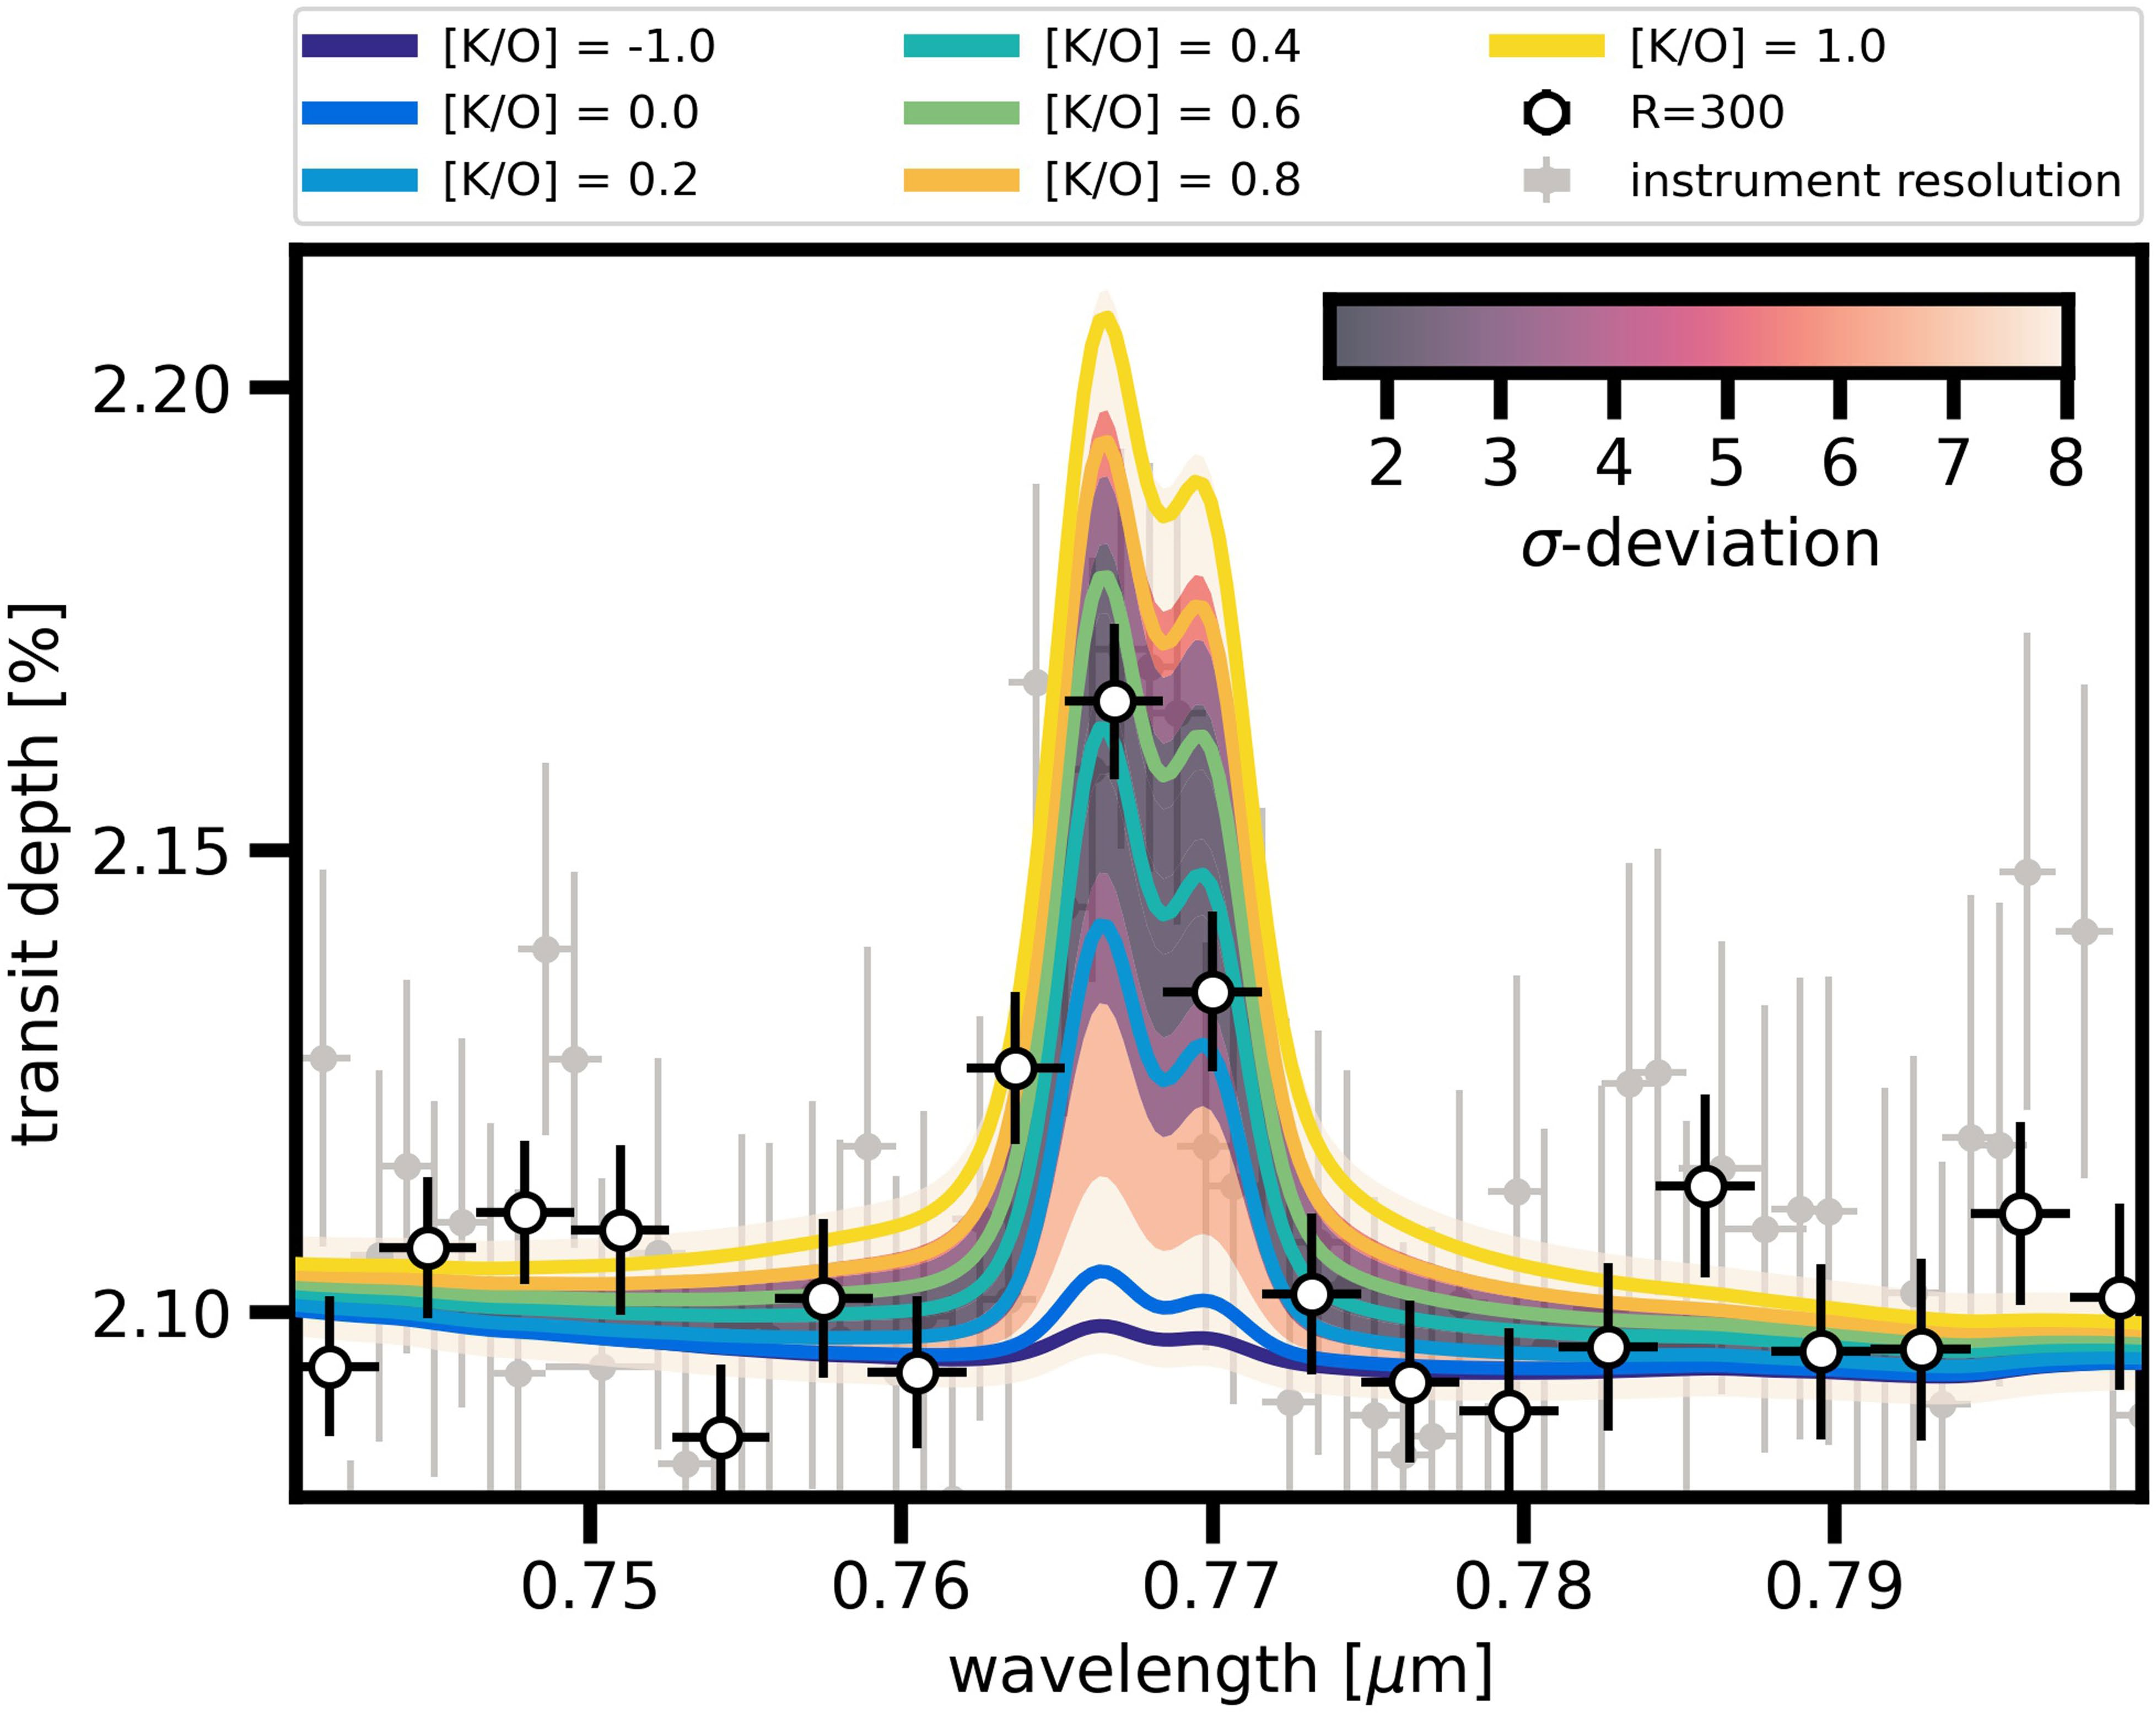 [K/O] = -1.0 [K/O] = 0.4 [K/O] = 1.0
[K/O] = 0.0 [K/O] = 0.6 R=300
[K/O] = 0.2 [K/O] = 0.8 instrument resolution
2.20
2.15
2.10
transit depth [%]
2 3 4 5 6 7 8
σ-deviation
0.75 0.76 0.77 0.78 0.79
wavelength [μm]